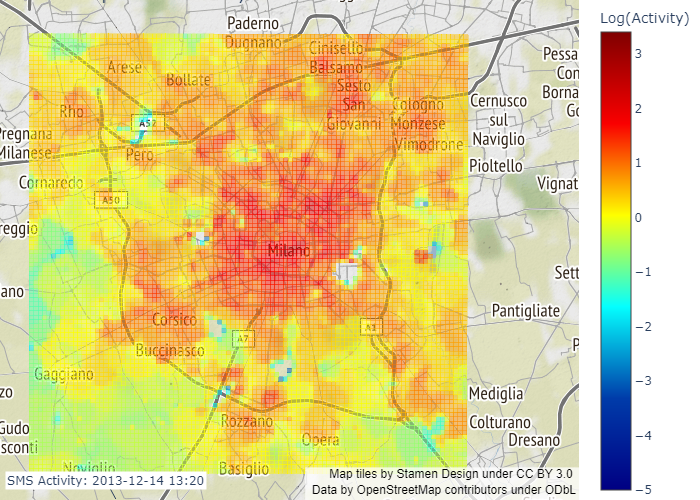 Paderno
Dugnano
Cinisello
Balsamo
Arese
Bollate
Sesto
San
Giovanni
Rho
A52
Cologno
Monzese
Vimodrone
Pero
Pregnana
Milanese
Cornaredo
A50
reggio
Cernusco
sul
Naviglio
Pioltello
Pessa
Con
Borna
Go
Vignat
Milano
Sett
ano
Pantigliate
Corsico
A7
A1
Buccinasco
Gaggiano
zo
Gudo
sconti
Rozzano
Opera
Mediglia
Colturano
Dresano
P
Noviglio
Basiglio
SMS Activity: 2013-12-14 13:20
Map tiles by Stamen Design under CC BY 3.0
Data by OpenStreetMap contributors under ODbL
Log(Activity)
3
2
1
0
−1
−2
−3
−4
−5